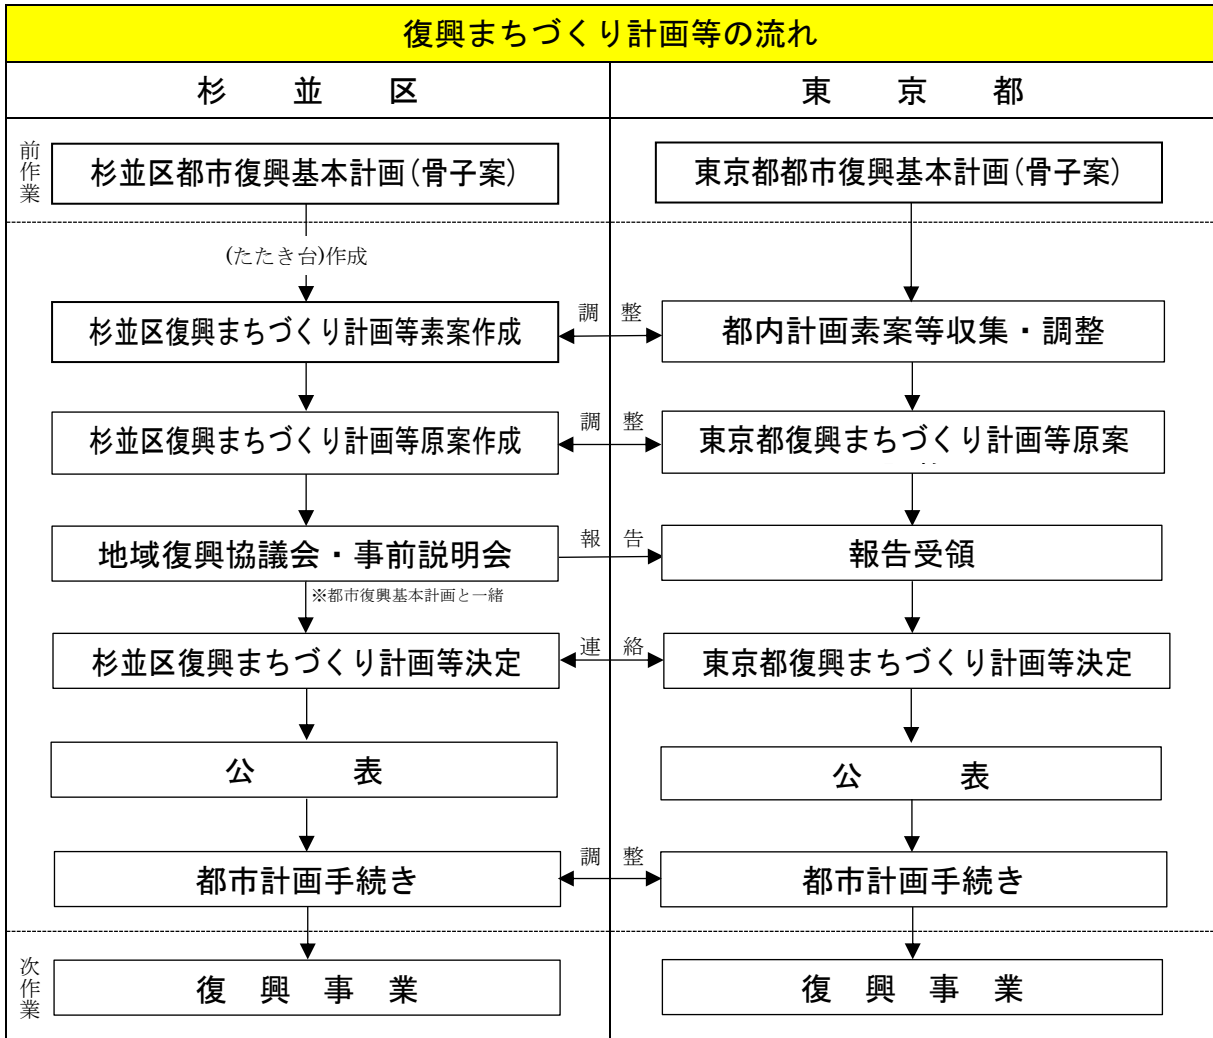 復興まちづくり計画等の流れ
杉並区
東京都
前作業
杉並区都市復興基本計画(骨子案)
東京都都市復興基本計画(骨子案)
(たたき台)作成
杉並区復興まちづくり計画等素案作成
調整
都内計画素案等収集・調整
杉並区復興まちづくり計画等原案作成
調整
東京都復興まちづくり計画等原案
地域復興協議会・事前説明会
報告
報告受領
※都市復興基本計画と一緒
杉並区復興まちづくり計画等決定
連絡
東京都復興まちづくり計画等決定
公表
公表
都市計画手続き
調整
都市計画手続き
次作業
復興事業
復興事業